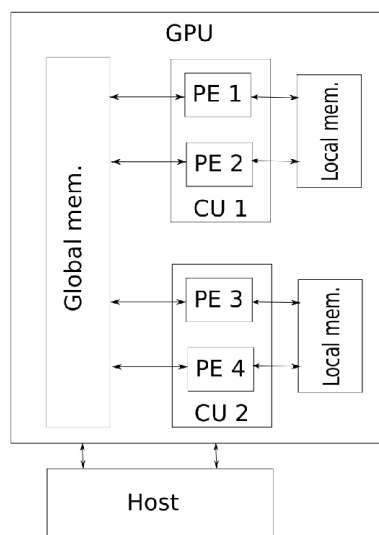 GPU
Global mem.
PE 1
PE 2
CU 1
Local mem.
PE 3
PE 4
CU 2
Local mem.
Host